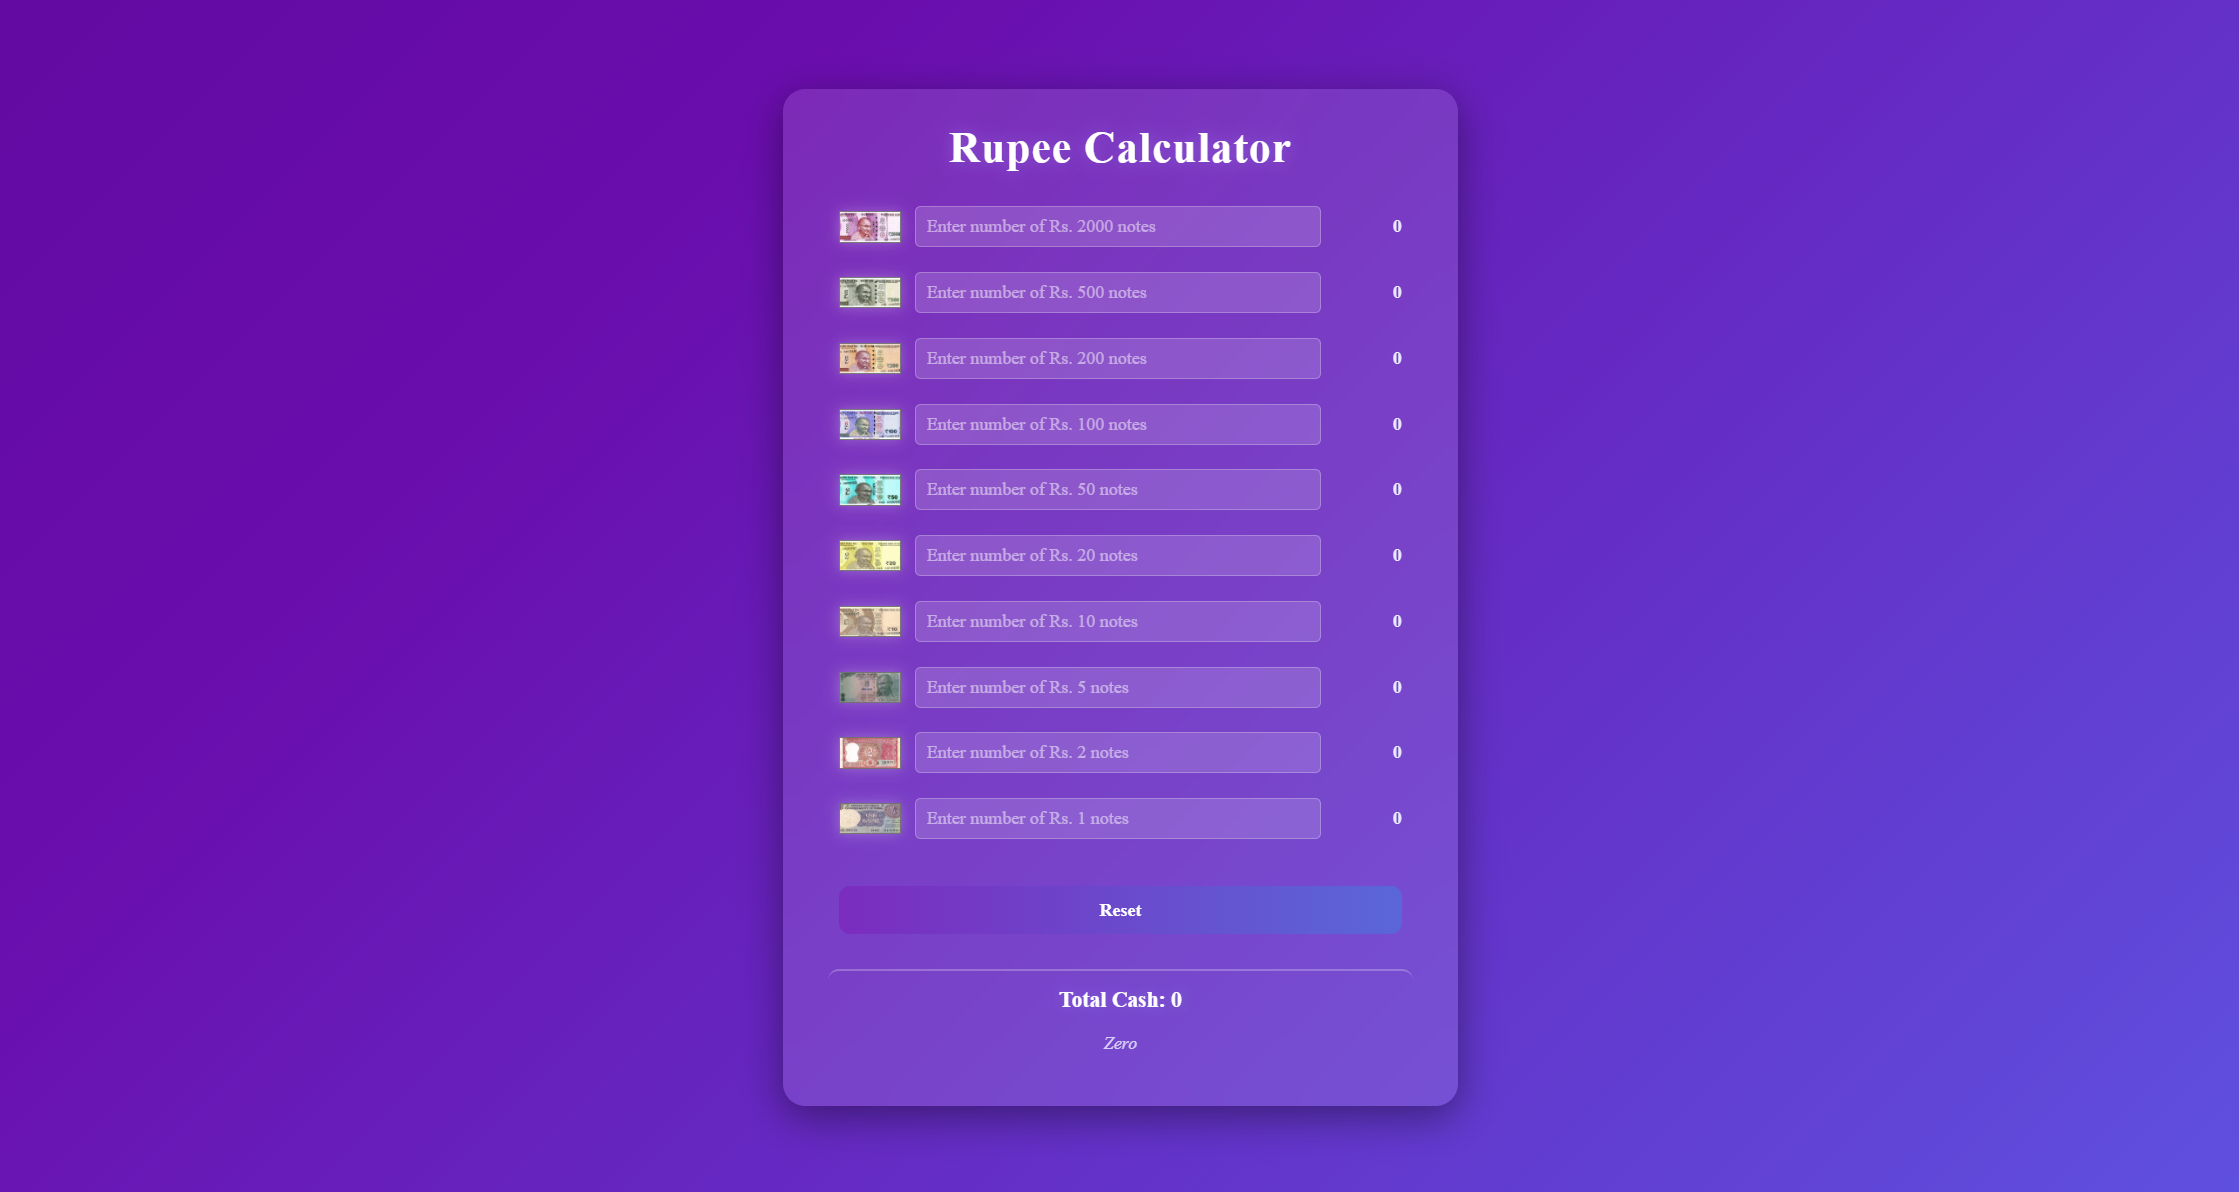 Rupee Calculator
Enter number of Rs. 2000 notes 0
Enter number of Rs. 500 notes 0
Enter number of Rs. 200 notes 0
Enter number of Rs. 100 notes 0
Enter number of Rs. 50 notes 0
Enter number of Rs. 20 notes 0
Enter number of Rs. 10 notes 0
Enter number of Rs. 5 notes 0
Enter number of Rs. 2 notes 0
Enter number of Rs. 1 notes 0
Reset
Total Cash: 0
Zero